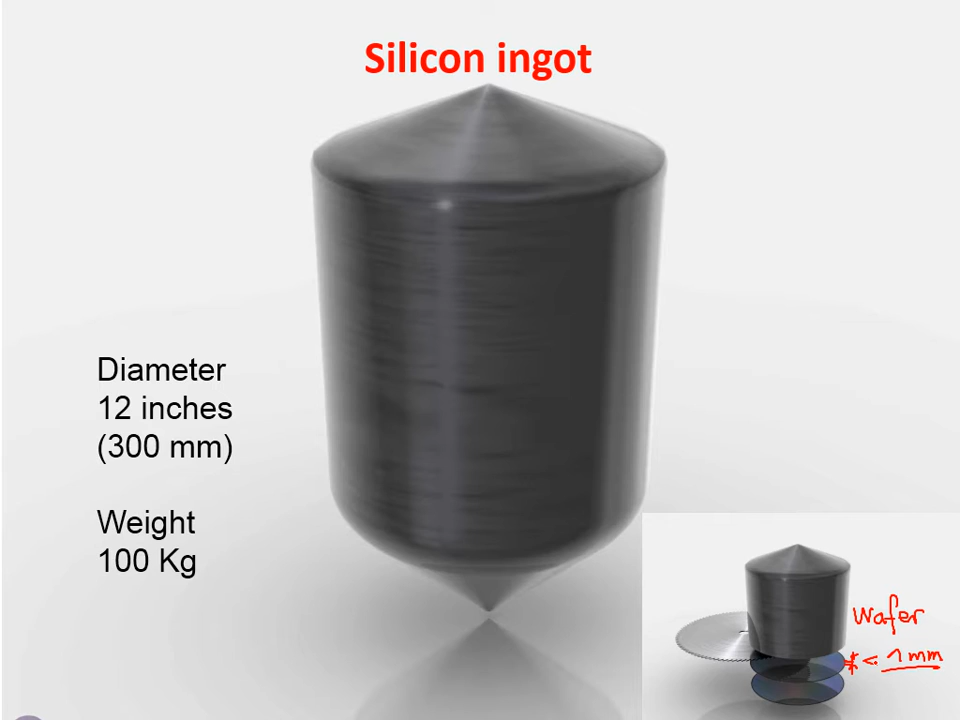 Silicon ingot
Diameter
12 inches
(300 mm)
Weight
100 Kg
Wafer
< 1 mm